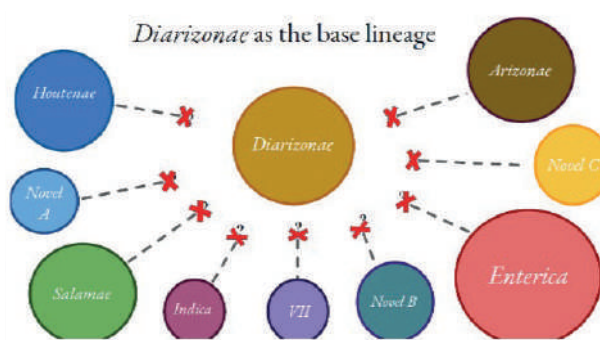 Diarizonae as the base lineage
Houtenae
Arizonae
Diarizonae
Novel C
Novel
A
Salamae
Indica
VII
Novel B
Enterica
?
?
?
?